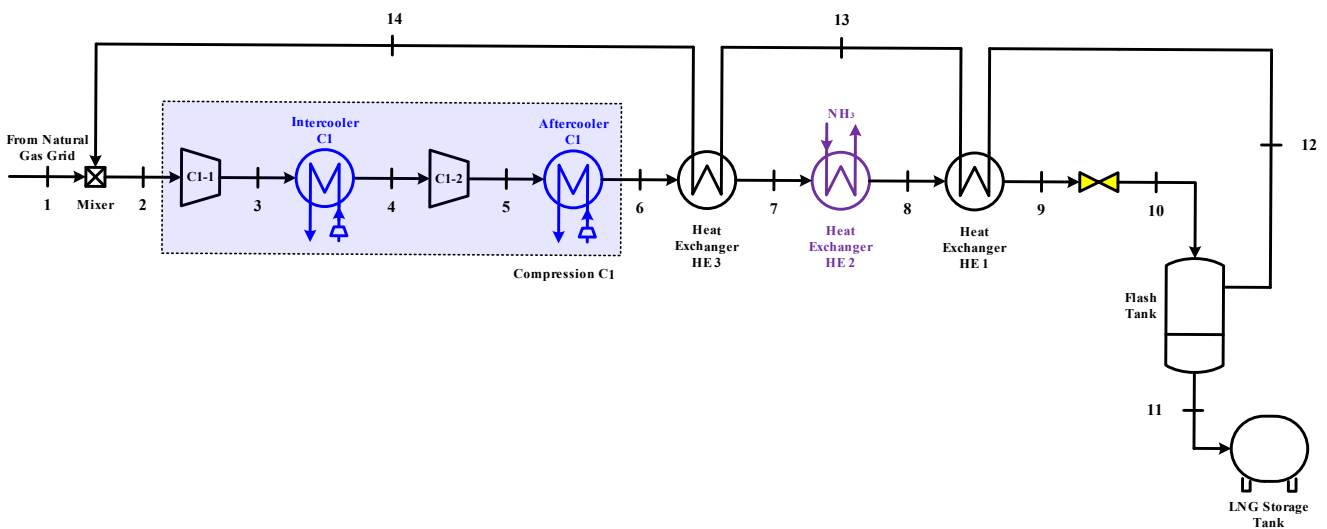 14
13
12
From Natural
Gas Grid
1
Mixer
2
C1-1
3
Intercooler
C1
4
C1-2
5
Aftercooler
C1
6
Compression C1
Heat
Exchanger
HE 3
7
NH₃
Heat
Exchanger
HE 2
8
Heat
Exchanger
HE 1
9
10
Flash
Tank
11
LNG Storage
Tank